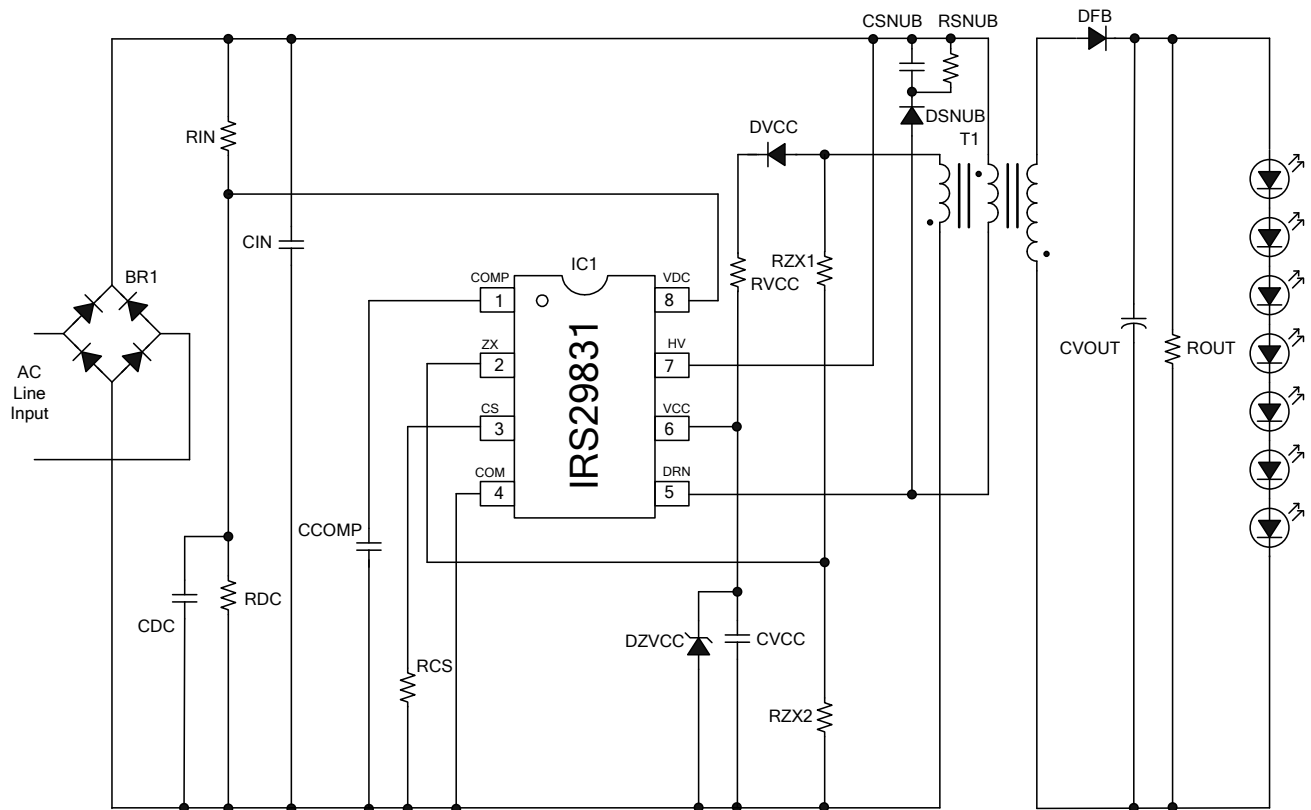 CSNUB RSNUB
DFB
RIN
DVCC
DSNUB
T1
CIN
BR1
IC1
RZX1
RVCC
COMP
VDC
1
8
ZX
HV
2
7
CS
VCC
3
6
COM
DRN
4
5
IRS29831
AC
Line
Input
CVOUT
ROUT
CCOMP
RDC
CDC
DZVCC
CVCC
RCS
RZX2